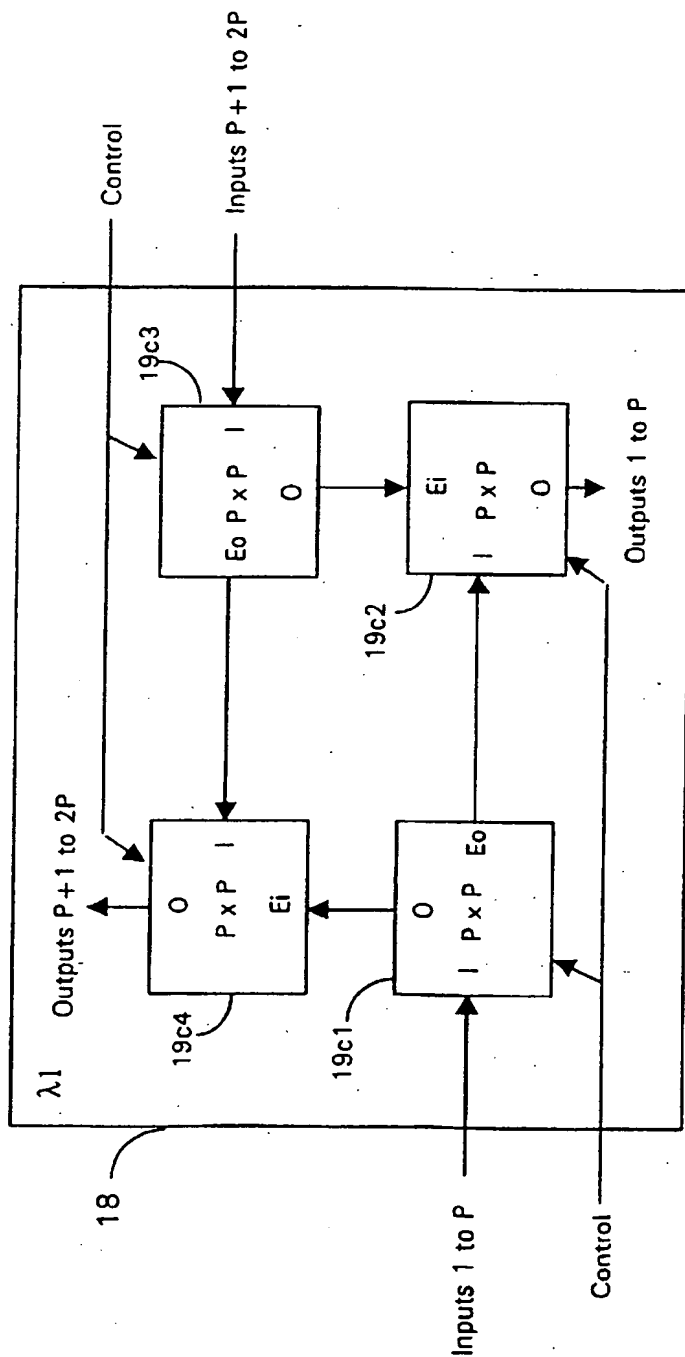 Control
Inputs P+1 to 2P
Outputs P+1 to 2P
λ1
18
19c4
O
P x P I
Ei
19c3
Eo P x P I
O
19c1
O
I P x P Eo
19c2
Ei
I P x P
O
Inputs 1 to P
Control
Outputs 1 to P